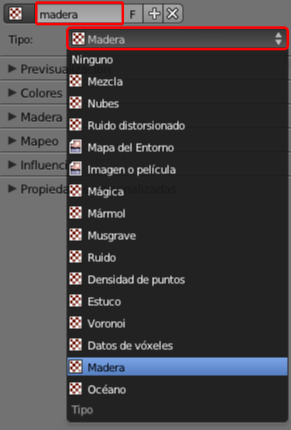 madera F
Tipo: Madera
Ninguno
Mezcla
Nubes
Ruido distorsionado
Mapa del Entorno
Imagen o película
Mágica
Mármol
Musgrave
Ruido
Densidad de puntos
Estuco
Voronoi
Datos de vóxeles
Madera
Océano
Tipo
Previsua
Colores
Madera
Mapeo
Influenci
Propieda